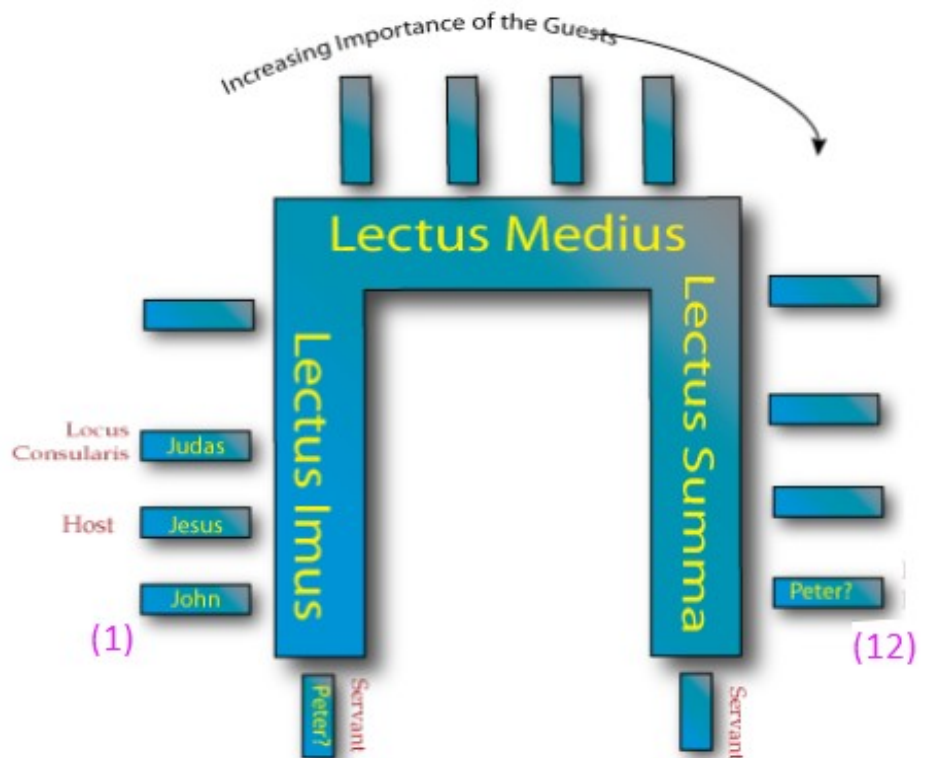 Increasing Importance of the Guests
Lectus Medius
Lectus Imus
Lectus Summa
Locus
Consularis
Judas
Host
Jesus
John
(1)
Peter?
(12)
Peter?
Servant
Servant